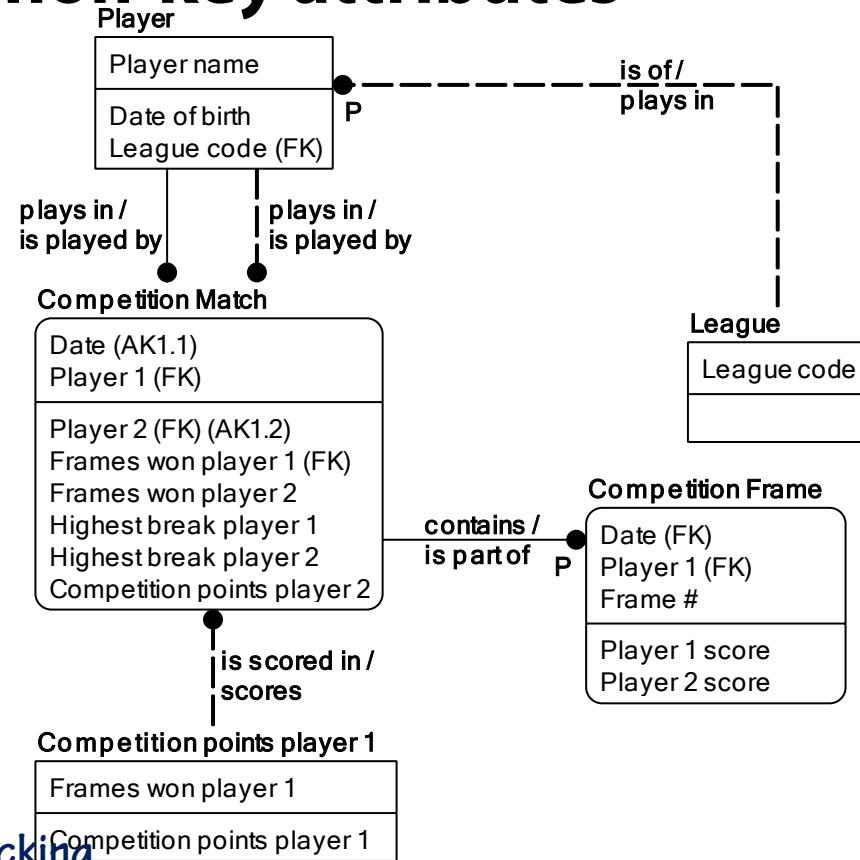 non-key attributes
Player
Player name
Date of birth
League code (FK)
P
is of /
plays in
plays in /
is played by
plays in /
is played by
Competition Match
Date (AK1.1)
Player 1 (FK)
Player 2 (FK) (AK1.2)
Frames won player 1 (FK)
Frames won player 2
Highest break player 1
Highest break player 2
Competition points player 2
League
League code
contains /
is part of
P
Competition Frame
Date (FK)
Player 1 (FK)
Frame #
Player 1 score
Player 2 score
is scored in /
scores
Competition points player 1
Frames won player 1
Competition points player 1